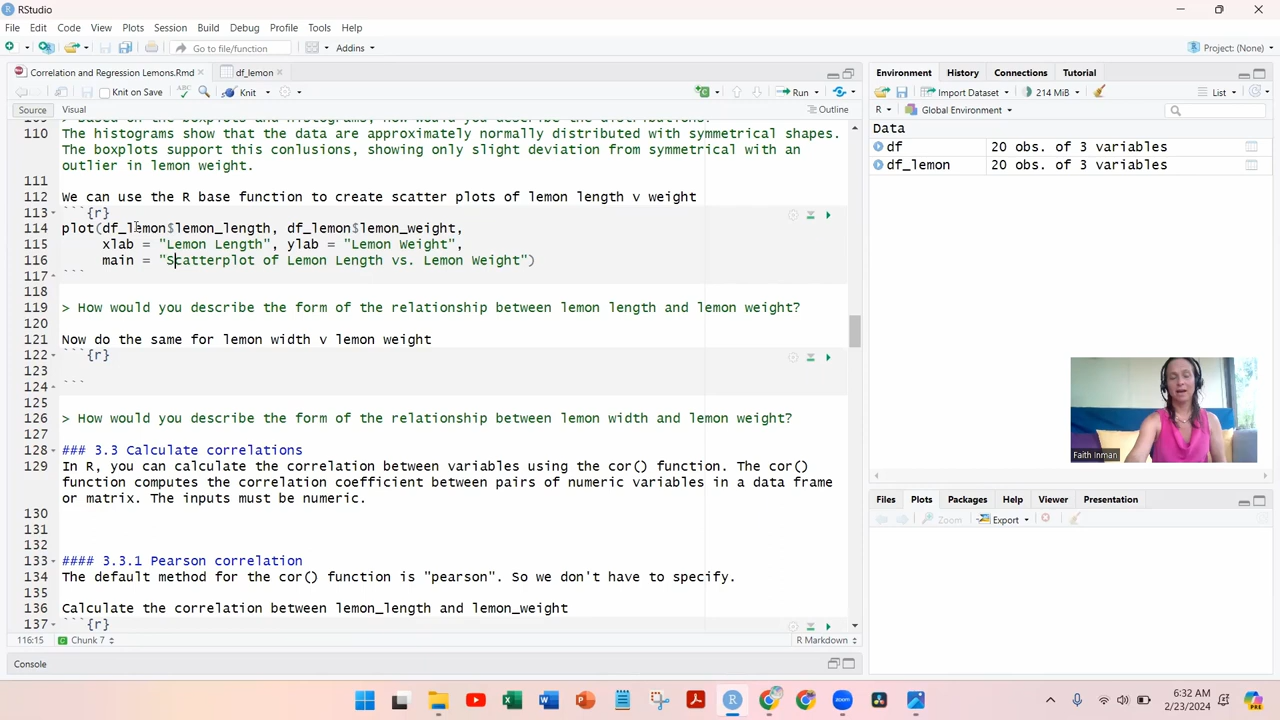 RStudio
File Edit Code View Plots Session Build Debug Profile Tools Help
Go to file/function Addins Project: (None)
Correlation and Regression Lemons.Rmd df_lemon
Knit on Save Knit Run
Source Visual Outline
110 The histograms show that the data are approximately normally distributed with symmetrical shapes.
The boxplots support this conlusions, showing only slight deviation from symmetrical with an
outlier in lemon weight.
111
112 We can use the R base function to create scatter plots of lemon length v weight
113 ```{r}
114 plot(df_lemon$lemon_length, df_lemon$lemon_weight,
115 xlab = "Lemon Length", ylab = "Lemon Weight",
116 main = "Scatterplot of Lemon Length vs. Lemon Weight")
117 ```
118
119 > How would you describe the form of the relationship between lemon length and lemon weight?
120
121 Now do the same for lemon width v lemon weight
122 ```{r}
123
124 ```
125
126 > How would you describe the form of the relationship between lemon width and lemon weight?
127
128 ### 3.3 Calculate correlations
129 In R, you can calculate the correlation between variables using the cor() function. The cor()
function computes the correlation coefficient between pairs of numeric variables in a data frame
or matrix. The inputs must be numeric.
130
131
132
133 #### 3.3.1 Pearson correlation
134 The default method for the cor() function is "pearson". So we don't have to specify.
135
136 Calculate the correlation between lemon_length and lemon_weight
137 ```{r}
116:15 Chunk 7 R Markdown
Console
Environment History Connections Tutorial
Import Dataset 214 MiB List
R Global Environment
Data
df 20 obs. of 3 variables
df_lemon 20 obs. of 3 variables
Faith Inman
Files Plots Packages Help Viewer Presentation
Zoom Export
6:32 AM
2/23/2024